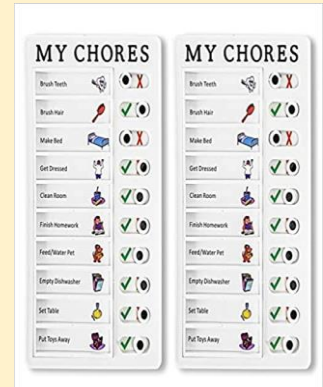 MY CHORES
Brush Teeth
Brush Hair
Make Bed
Get Dressed
Clean Room
Finish Homework
Feed/Water Pet
Empty Dishwasher
Set Table
Put Toys Away
MY CHORES
Brush Teeth
Brush Hair
Make Bed
Get Dressed
Clean Room
Finish Homework
Feed/Water Pet
Empty Dishwasher
Set Table
Put Toys Away